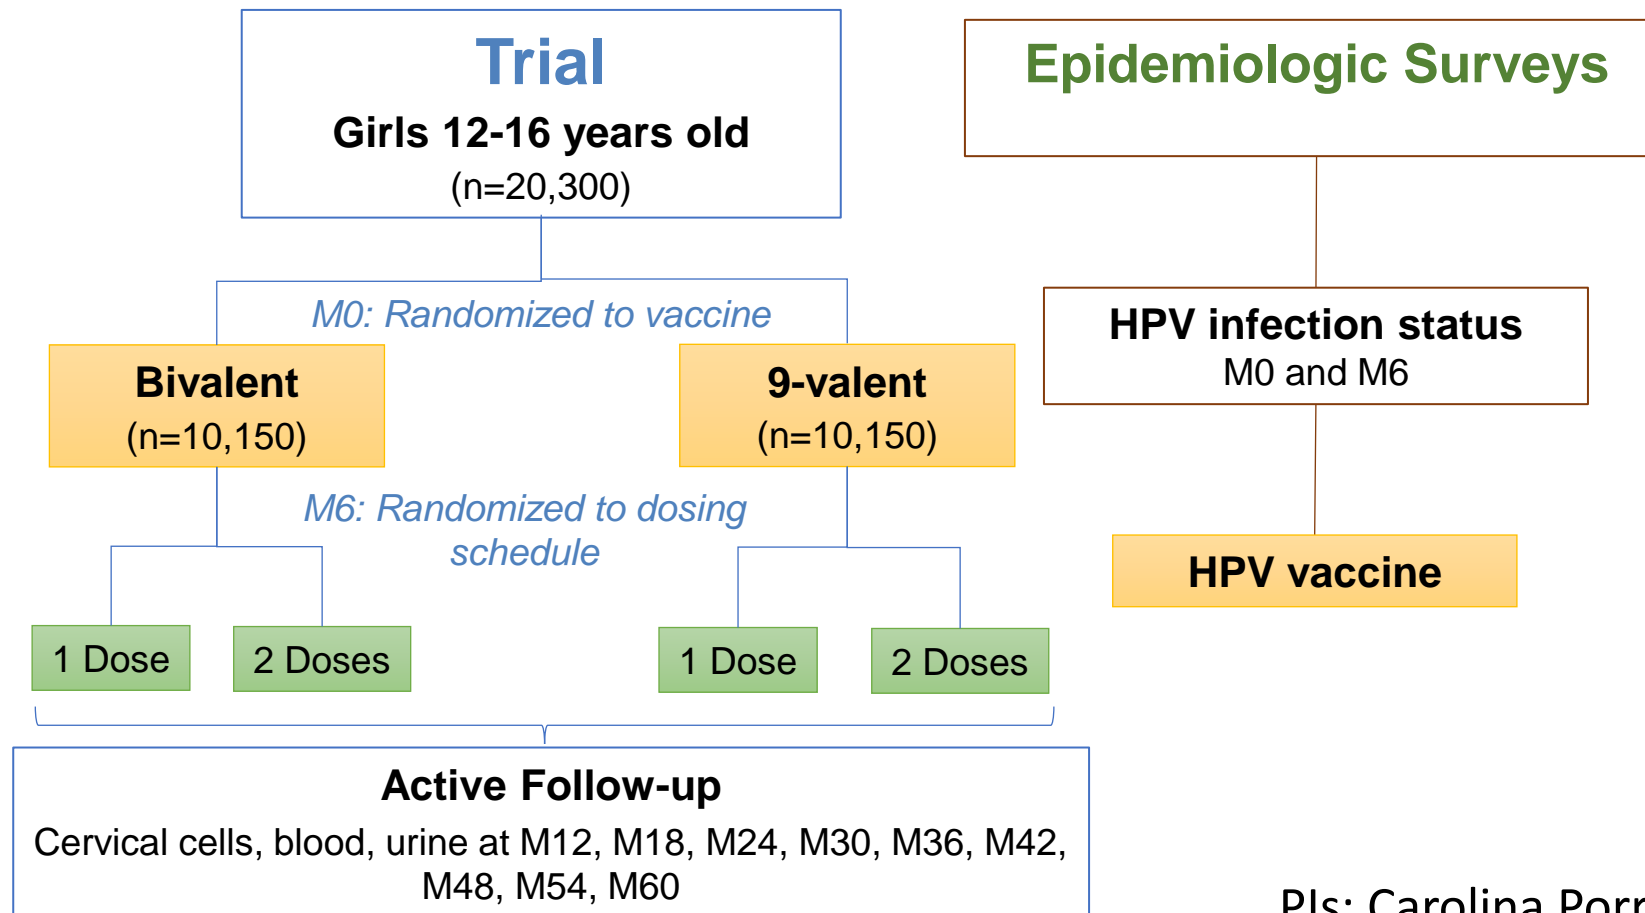 Trial
Girls 12-16 years old
(n=20,300)
Epidemiologic Surveys
M0: Randomized to vaccine
Bivalent
(n=10,150)
9-valent
(n=10,150)
HPV infection status
M0 and M6
M6: Randomized to dosing
schedule
HPV vaccine
1 Dose
2 Doses
1 Dose
2 Doses
Active Follow-up
Cervical cells, blood, urine at M12, M18, M24, M30, M36, M42,
M48, M54, M60
PIs: Carolina